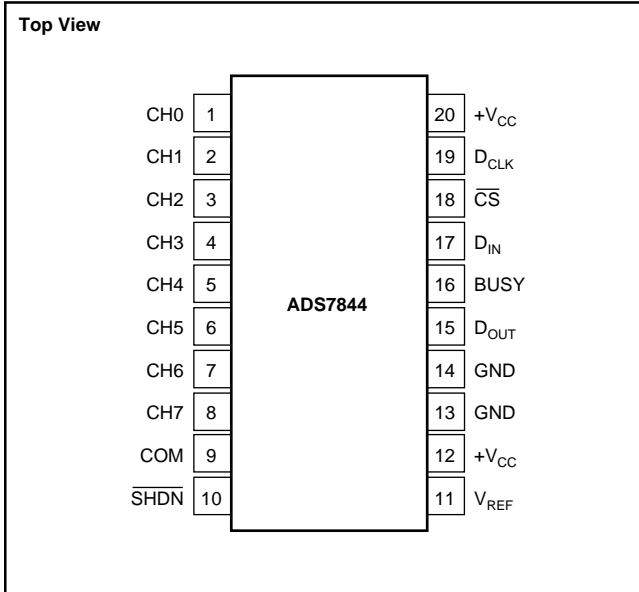 Top View
CH0 1 20 +VCC
CH1 2 19 DCLK
CH2 3 18 C̅S̅
CH3 4 17 DIN
CH4 5 16 BUSY
ADS7844
CH5 6 15 DOUT
CH6 7 14 GND
CH7 8 13 GND
COM 9 12 +VCC
S̅H̅D̅N̅ 10 11 VREF